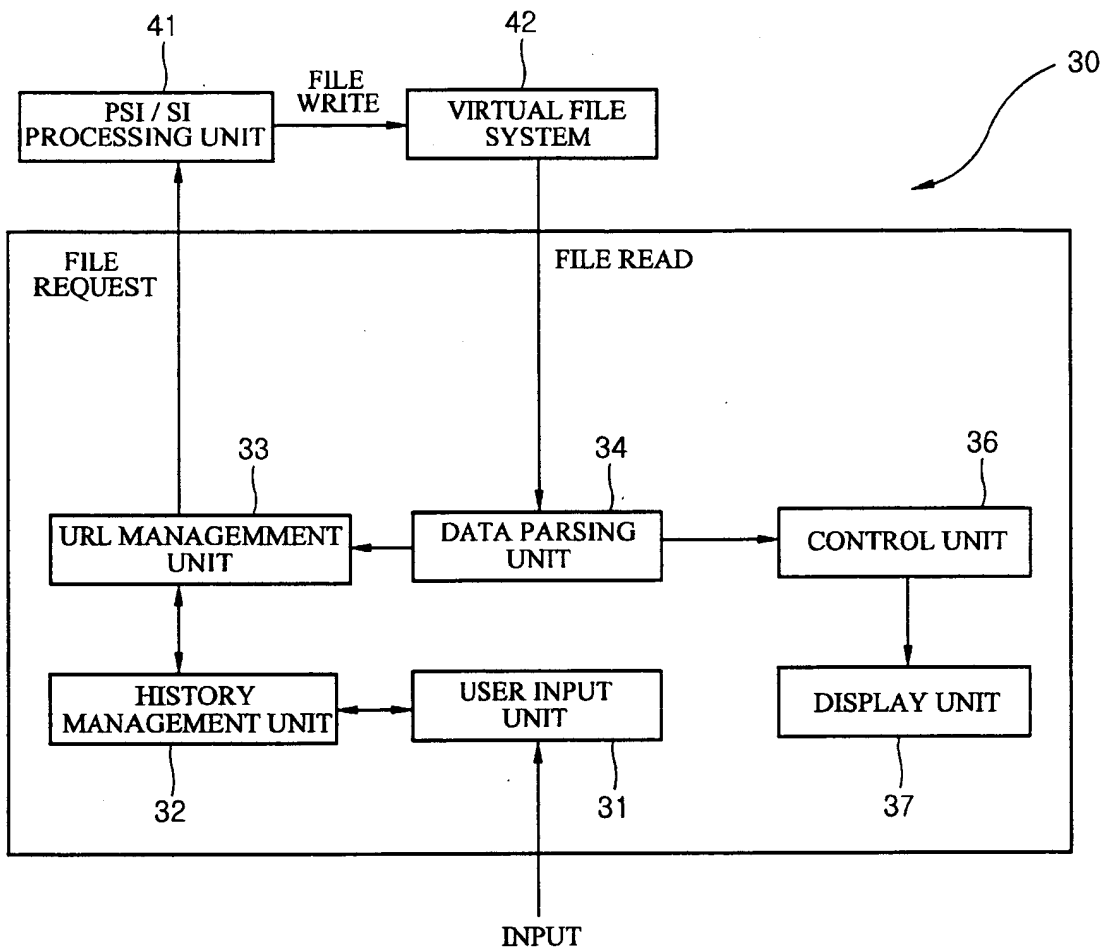 41
42
30
FILE
WRITE
PSI / SI
PROCESSING UNIT
VIRTUAL FILE
SYSTEM
FILE
REQUEST
FILE READ
33
34
36
URL MANAGEMMENT
UNIT
DATA PARSING
UNIT
CONTROL UNIT
HISTORY
MANAGEMENT UNIT
USER INPUT
UNIT
DISPLAY UNIT
32
31
37
INPUT